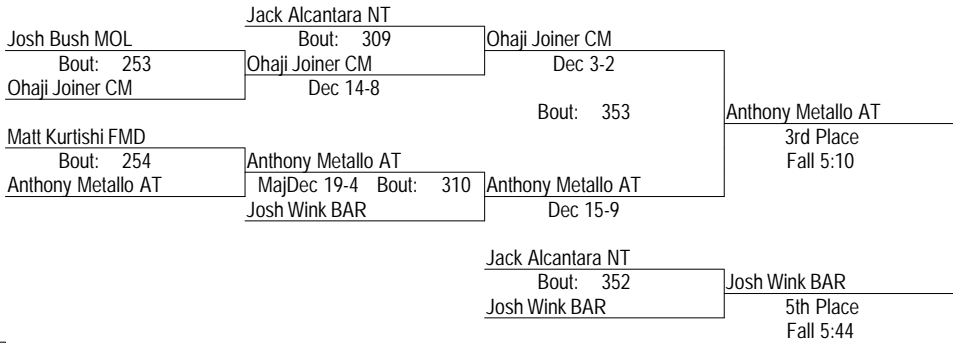 Jack Alcantara NT
Josh Bush MOL
Bout: 309
Ohaji Joiner CM
Bout: 253
Ohaji Joiner CM
Dec 3-2
Ohaji Joiner CM
Dec 14-8
Bout: 353
Anthony Metallo AT
Matt Kurtishi FMD
3rd Place
Bout: 254
Anthony Metallo AT
Fall 5:10
Anthony Metallo AT
MajDec 19-4 Bout: 310
Anthony Metallo AT
Josh Wink BAR
Dec 15-9
Jack Alcantara NT
Bout: 352
Josh Wink BAR
Josh Wink BAR
5th Place
Fall 5:44